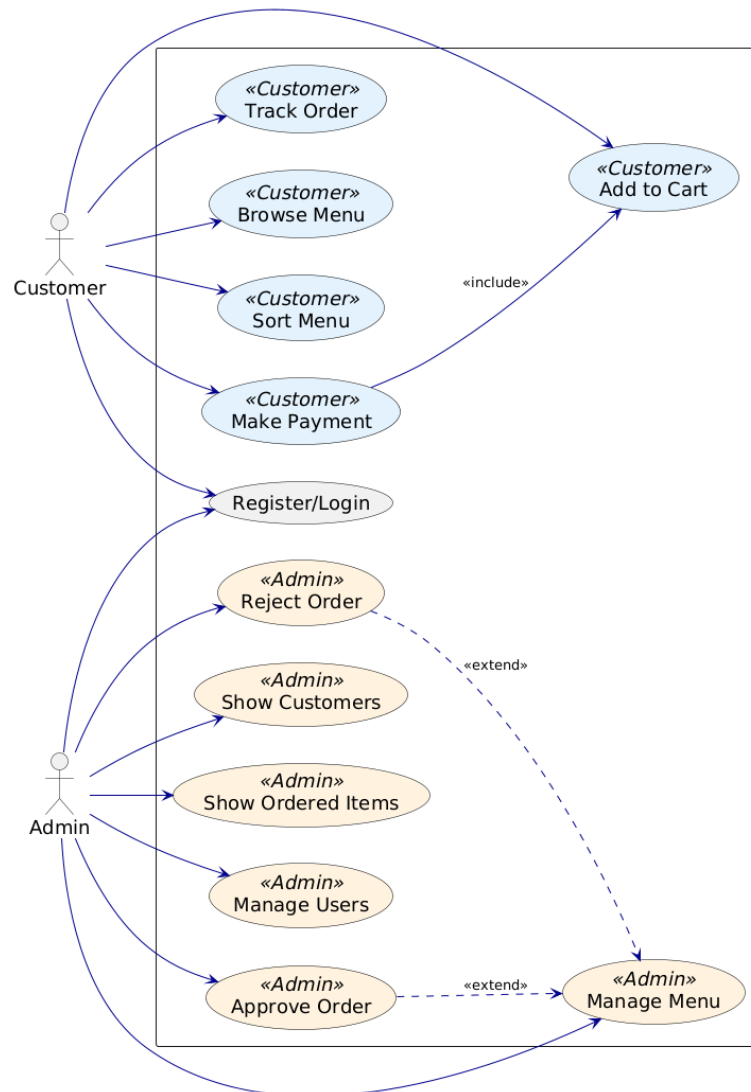 «Customer»
Track Order
«Customer»
Add to Cart
«Customer»
Browse Menu
Customer
«include»
«Customer»
Sort Menu
«Customer»
Make Payment
Register/Login
«Admin»
Reject Order
«extend»
«Admin»
Show Customers
Admin
«Admin»
Show Ordered Items
«Admin»
Manage Users
«Admin»
Approve Order
«extend»
«Admin»
Manage Menu